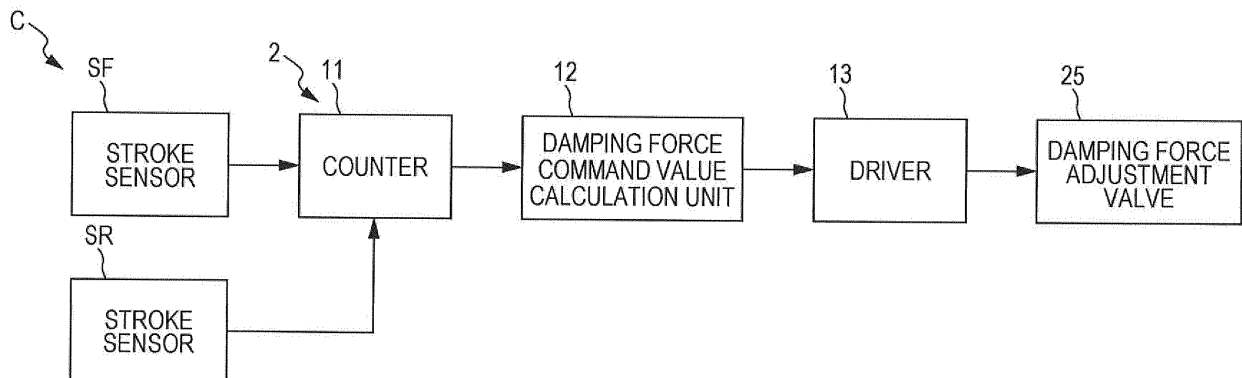 C
SF
2
11
12
13
25
STROKE
SENSOR
COUNTER
DAMPING FORCE
COMMAND VALUE
CALCULATION UNIT
DRIVER
DAMPING FORCE
ADJUSTMENT
VALVE
SR
STROKE
SENSOR